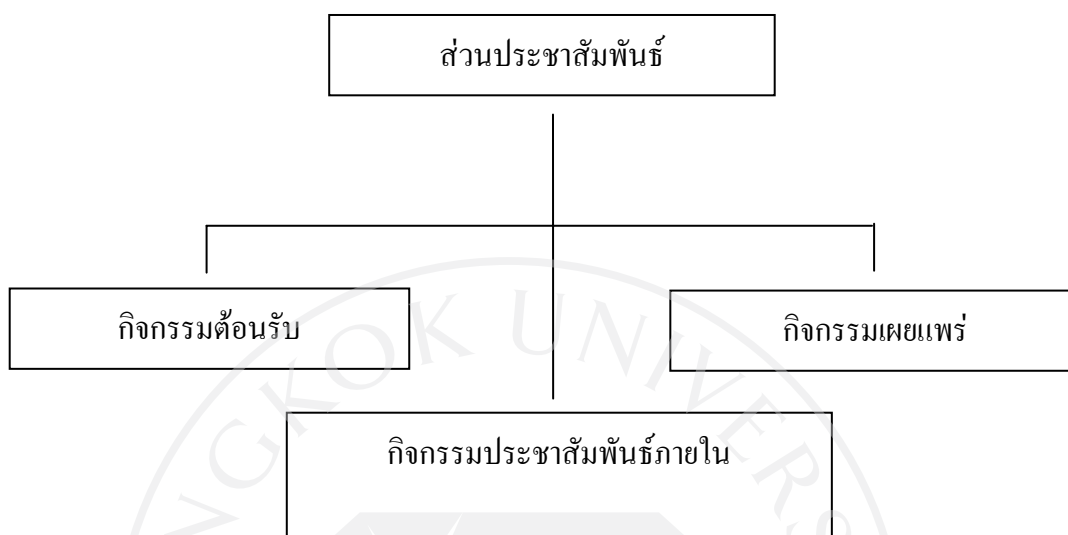 ส่วนประชาสัมพันธ์
กิจกรรมต้อนรับ
กิจกรรมเผยแพร่
กิจกรรมประชาสัมพันธ์ภายใน
NGKOK UNIVERS